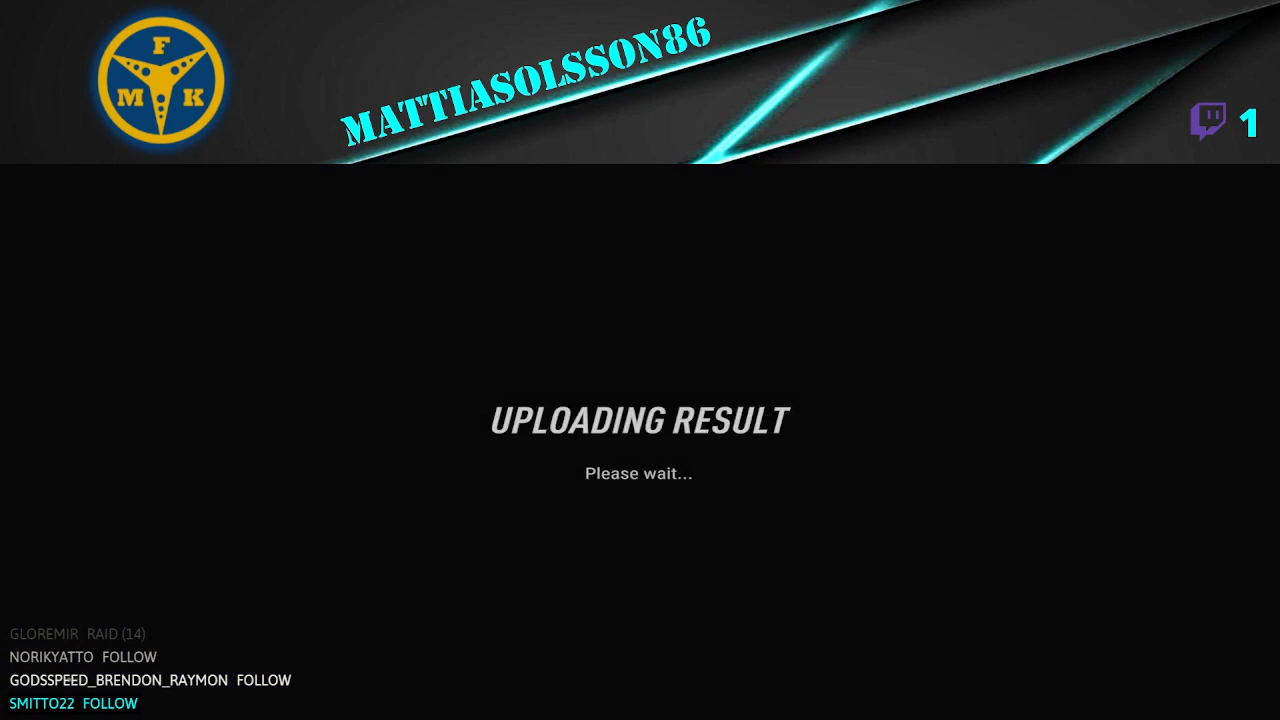 F
M K
MATTIASOLSSON86
1
UPLOADING RESULT
Please wait...
GLOREMIR RAID (14)
NORIKYATTO FOLLOW
GODSSPEED_BRENDON_RAYMON FOLLOW
SMITTO22 FOLLOW